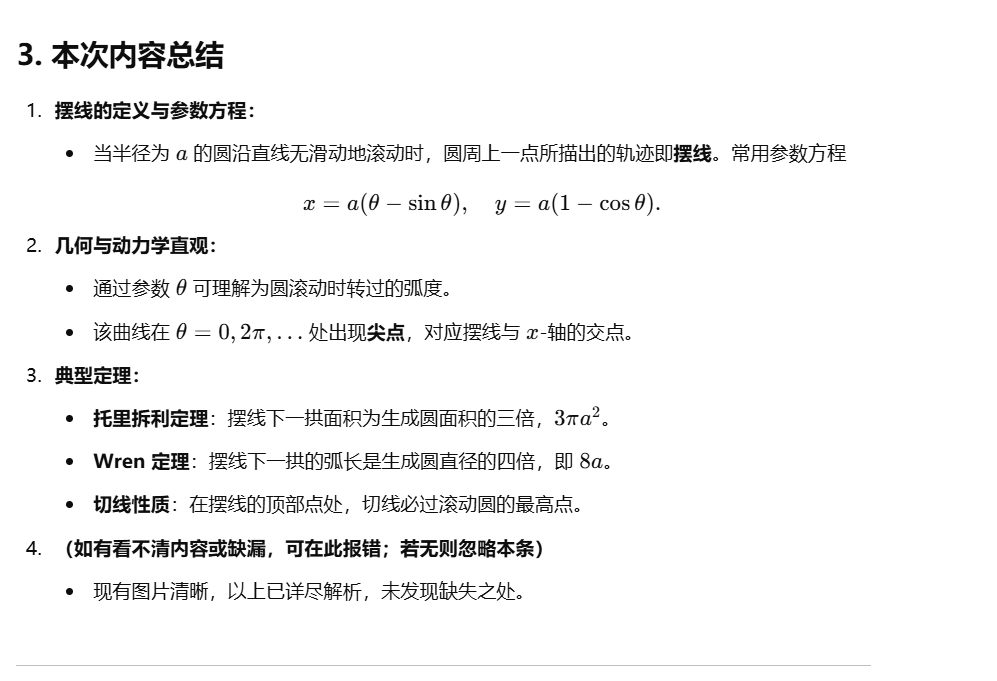 3. 本次内容总结
1. 摆线的定义与参数方程：
• 当半径为 a 的圆沿直线无滑动地滚动时，圆周上一点所描出的轨迹即摆线。常用参数方程
x = a(θ − sin θ),   y = a(1 − cos θ).
2. 几何与动力学直观：
• 通过参数 θ 可理解为圆滚动时转过的弧度。
• 该曲线在 θ = 0, 2π, … 处出现尖点，对应摆线与 x-轴的交点。
3. 典型定理：
• 托里拆利定理：摆线下一拱面积为生成圆面积的三倍，3πa²。
• Wren 定理：摆线下一拱的弧长是生成圆直径的四倍，即 8a。
• 切线性质：在摆线的顶部点处，切线必过滚动圆的最高点。
4. （如有看不清内容或缺漏，可在此报错；若无则忽略本条）
• 现有图片清晰，以上已详尽解析，未发现缺失之处。